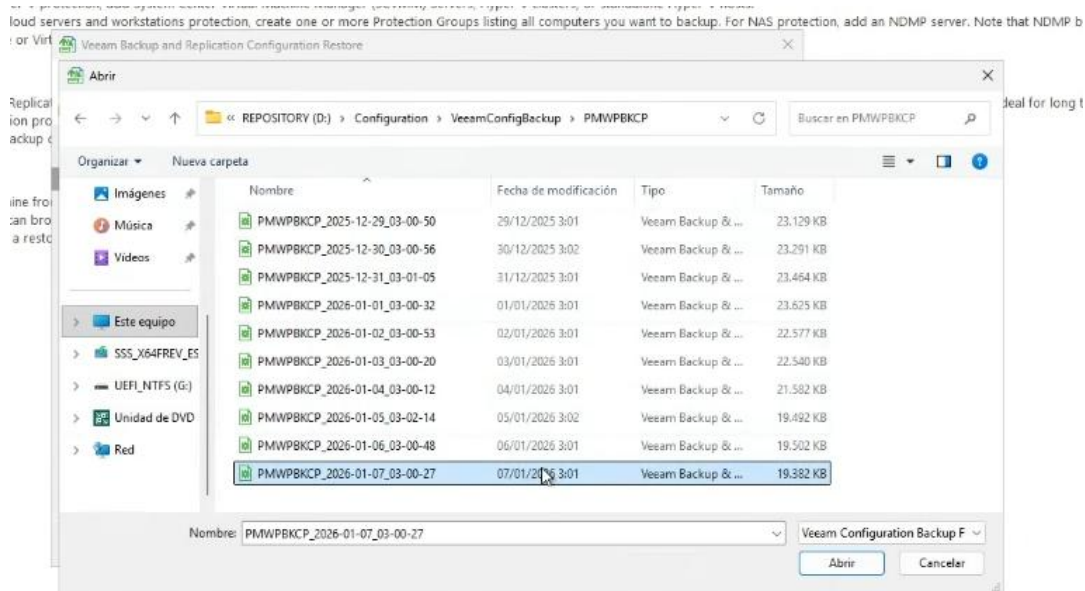 loud servers and workstations protection, create one or more Protection Groups listing all computers you want to backup. For NAS protection, add an NDMP server. Note that NDMP b
or Virt
Veeam Backup and Replication Configuration Restore
Abrir
Replicat
deal for long t
ion pro
ackup
REPOSITORY (D:) > Configuration > VeeamConfigBackup > PMWPBKCP
Buscar en PMWPBKCP
Organizar
Nueva carpeta
ine fro
can bro
a resto
Imágenes
Música
Vídeos
Este equipo
SSS_X64FREV_ES
UEFI_NTFS (G:)
Unidad de DVD
Red
Nombre Fecha de modificación Tipo Tamaño
PMWPBKCP_2025-12-29_03-00-50 29/12/2025 3:01 Veeam Backup & ... 23.129 KB
PMWPBKCP_2025-12-30_03-00-56 30/12/2025 3:02 Veeam Backup & ... 23.291 KB
PMWPBKCP_2025-12-31_03-01-05 31/12/2025 3:01 Veeam Backup & ... 23.464 KB
PMWPBKCP_2026-01-01_03-00-32 01/01/2026 3:01 Veeam Backup & ... 23.625 KB
PMWPBKCP_2026-01-02_03-00-53 02/01/2026 3:01 Veeam Backup & ... 22.577 KB
PMWPBKCP_2026-01-03_03-00-20 03/01/2026 3:01 Veeam Backup & ... 22.540 KB
PMWPBKCP_2026-01-04_03-00-12 04/01/2026 3:01 Veeam Backup & ... 21.582 KB
PMWPBKCP_2026-01-05_03-02-14 05/01/2026 3:02 Veeam Backup & ... 19.492 KB
PMWPBKCP_2026-01-06_03-00-48 06/01/2026 3:01 Veeam Backup & ... 19.502 KB
PMWPBKCP_2026-01-07_03-00-27 07/01/2026 3:01 Veeam Backup & ... 19.382 KB
Nombre: PMWPBKCP_2026-01-07_03-00-27
Veeam Configuration Backup F
Abrir
Cancelar